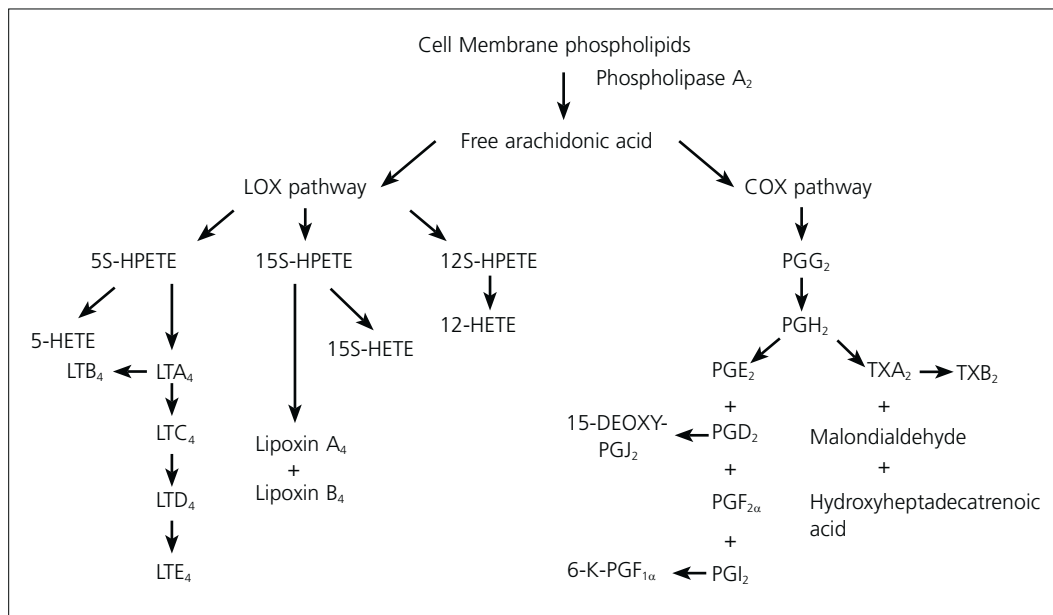 Cell Membrane phospholipids
Phospholipase A₂
Free arachidonic acid
LOX pathway
COX pathway
5S-HPETE
15S-HPETE
12S-HPETE
PGG₂
5-HETE
15S-HETE
12-HETE
PGH₂
LTB₄
LTA₄
PGE₂
TXA₂
TXB₂
+
+
LTC₄
Lipoxin A₄
+
Lipoxin B₄
15-DEOXY-
PGJ₂
PGD₂
Malondialdehyde
+
+
LTD₄
PGF₂α
Hydroxyheptadecatrenoic
acid
+
LTE₄
6-K-PGF₁α
PGI₂